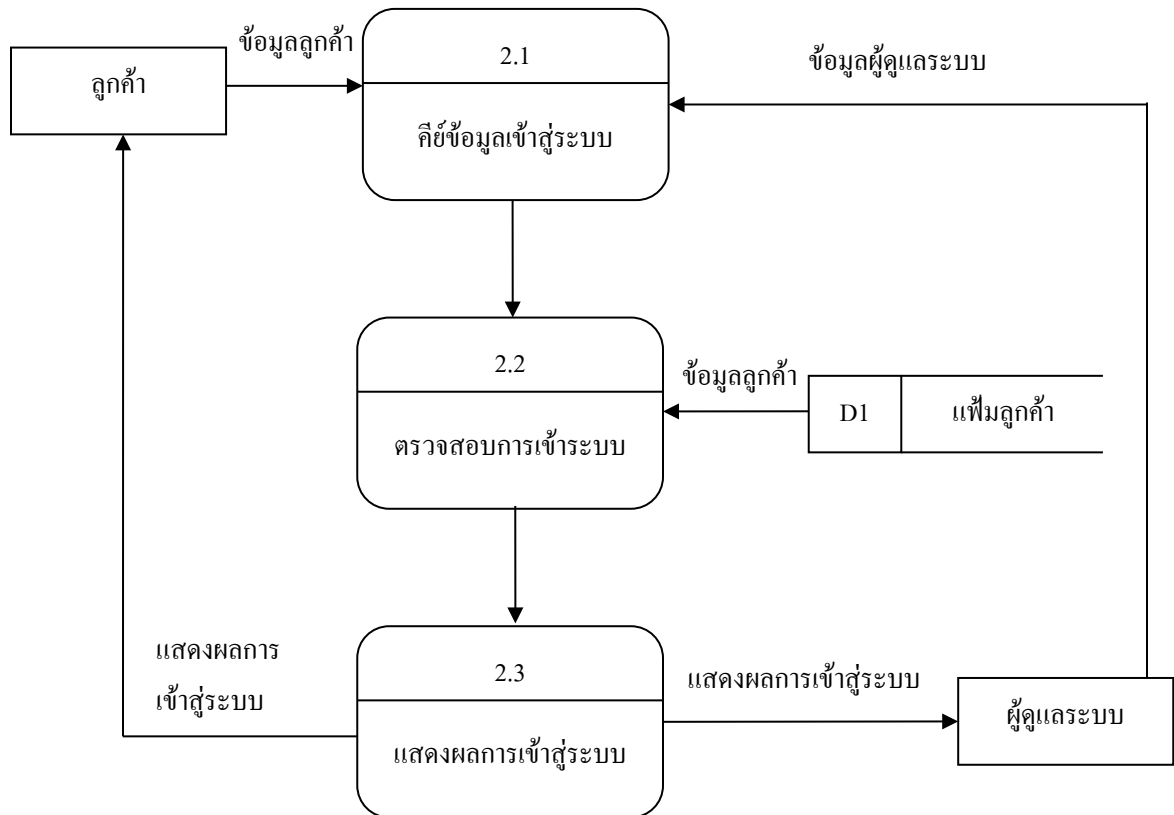 ข้อมูลลูกค้า
2.1
ข้อมูลผู้ดูแลระบบ
ลูกค้า
คีย์ข้อมูลเข้าสู่ระบบ
2.2
ข้อมูลลูกค้า
D1
แฟ้มลูกค้า
ตรวจสอบการเข้าระบบ
แสดงผลการ
เข้าสู่ระบบ
2.3
แสดงผลการเข้าสู่ระบบ
ผู้ดูแลระบบ
แสดงผลการเข้าสู่ระบบ